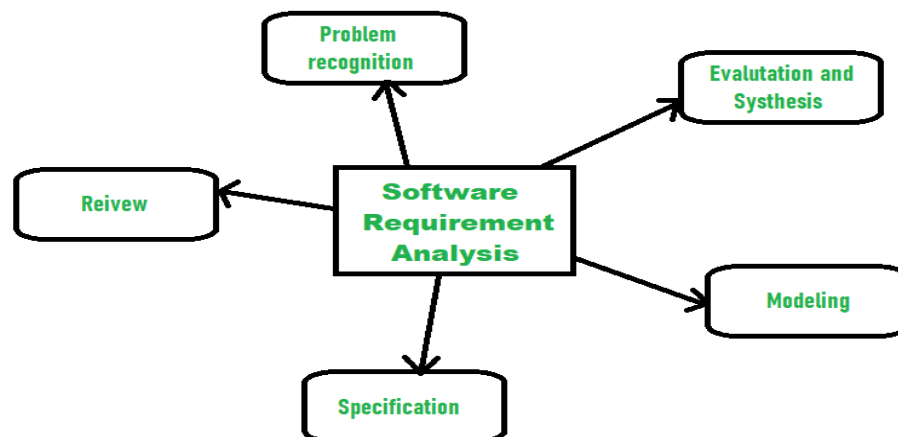 Problem
recognition
Evalutation and
Systhesis
Reivew
Software
Requirement
Analysis
Modeling
Specification